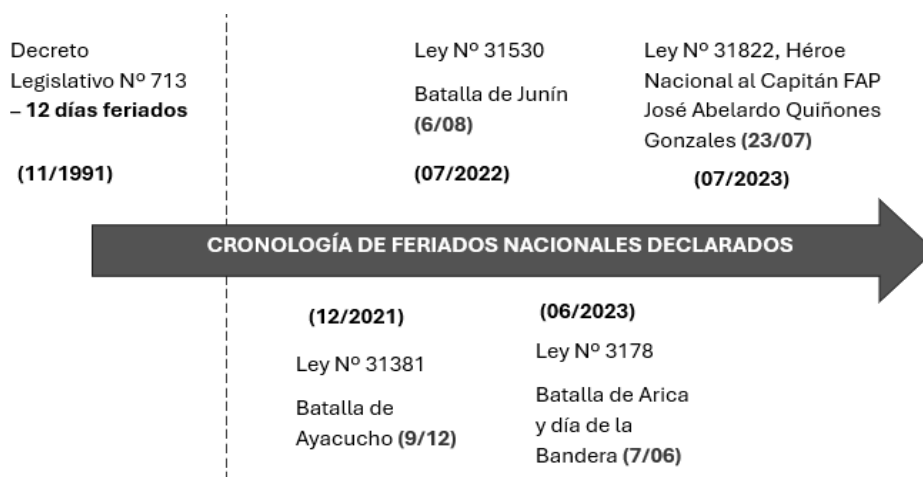 Decreto
Legislativo Nº 713
– 12 días feriados
(11/1991)
Ley Nº 31530
Batalla de Junín
(6/08)
(07/2022)
Ley Nº 31822, Héroe
Nacional al Capitán FAP
José Abelardo Quiñones
Gonzales (23/07)
(07/2023)
CRONOLOGÍA DE FERIADOS NACIONALES DECLARADOS
(12/2021)
Ley Nº 31381
Batalla de
Ayacucho (9/12)
(06/2023)
Ley Nº 3178
Batalla de Arica
y día de la
Bandera (7/06)